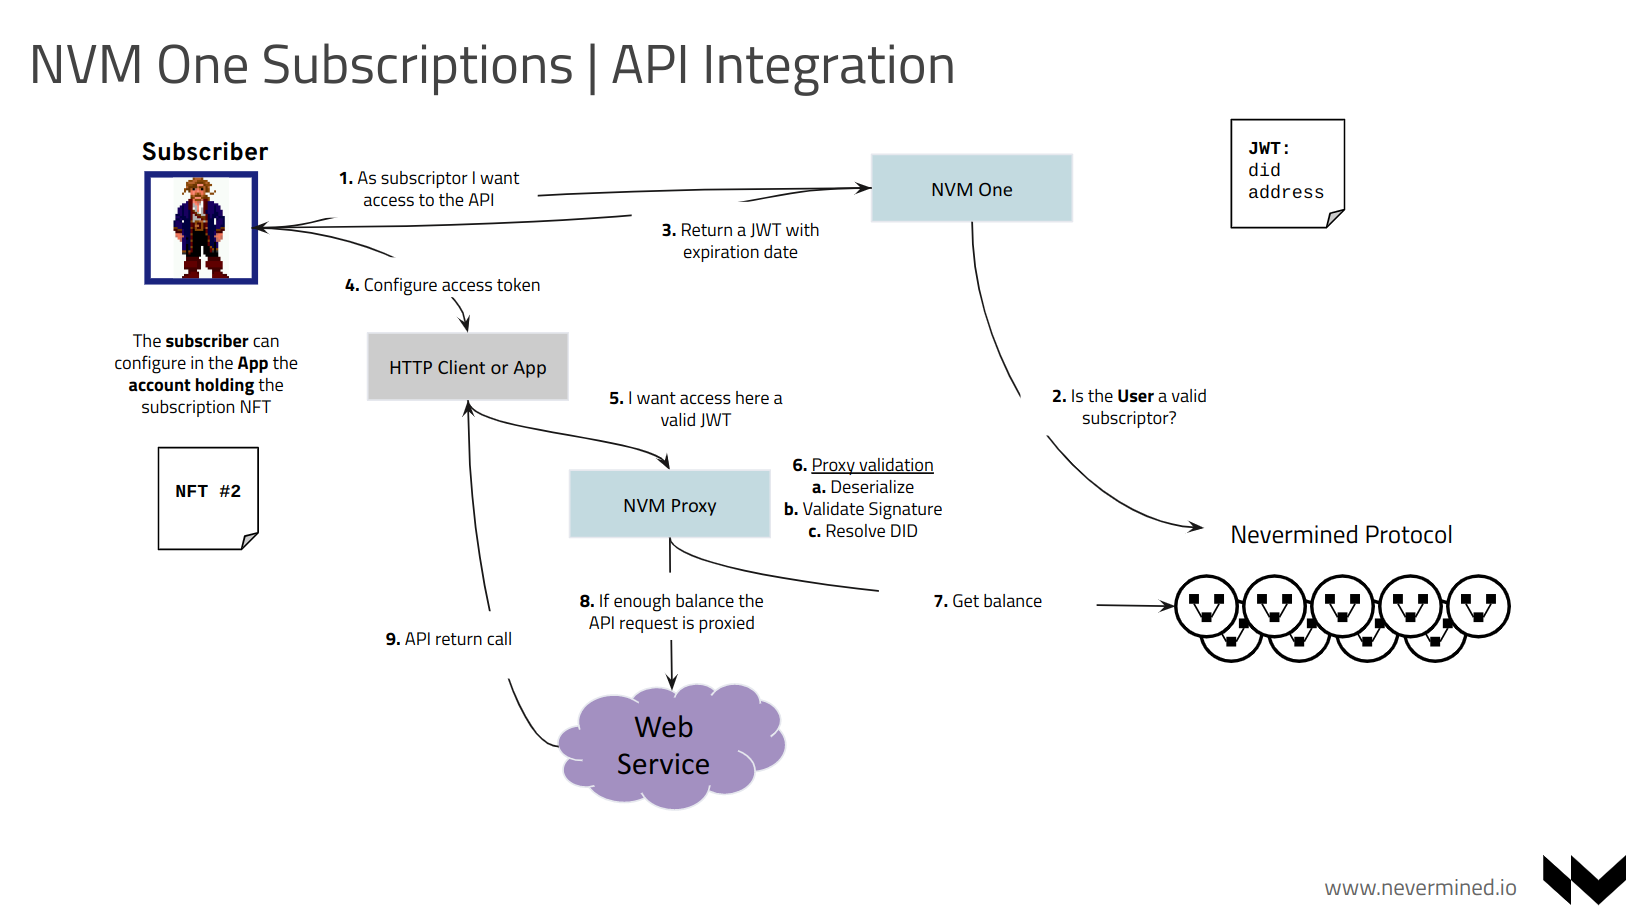 NVM One Subscriptions | API Integration
Subscriber
1. As subscriptor I want
access to the API
NVM One
JWT:
did
address
3. Return a JWT with
expiration date
4. Configure access token
The subscriber can
configure in the App the
account holding the
subscription NFT
HTTP Client or App
5. I want access here a
valid JWT
2. Is the User a valid
subscriptor?
NFT #2
NVM Proxy
6. Proxy validation
a. Deserialize
b. Validate Signature
c. Resolve DID
Nevermined Protocol
8. If enough balance the
API request is proxied
7. Get balance
9. API return call
Web
Service
www.nevermined.io